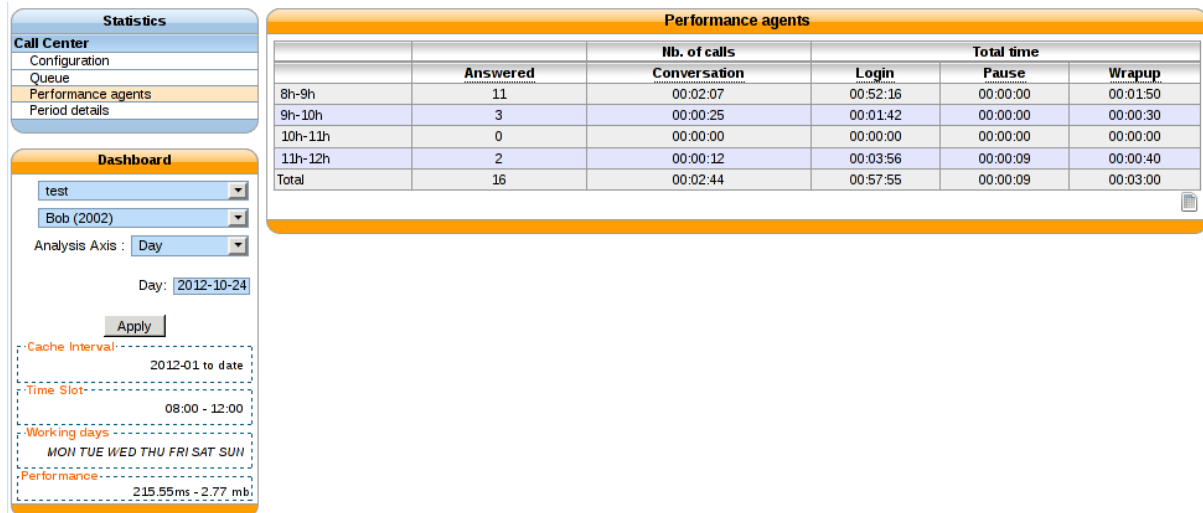 Statistics
Call Center
Configuration
Queue
Performance agents
Period details
Dashboard
test
Bob (2002)
Analysis Axis : Day
Day: 2012-10-24
Apply
Cache Interval
2012-01 to date
Time Slot
08:00 - 12:00
Working days
MON TUE WED THU FRI SAT SUN
Performance
215.55ms - 2.77 mb
Performance agents
Nb. of calls Total time
Answered Conversation Login Pause Wrapup
8h-9h 11 00:02:07 00:52:16 00:00:00 00:01:50
9h-10h 3 00:00:25 00:01:42 00:00:00 00:00:30
10h-11h 0 00:00:00 00:00:00 00:00:00 00:00:00
11h-12h 2 00:00:12 00:03:56 00:00:09 00:00:40
Total 16 00:02:44 00:57:55 00:00:09 00:03:00